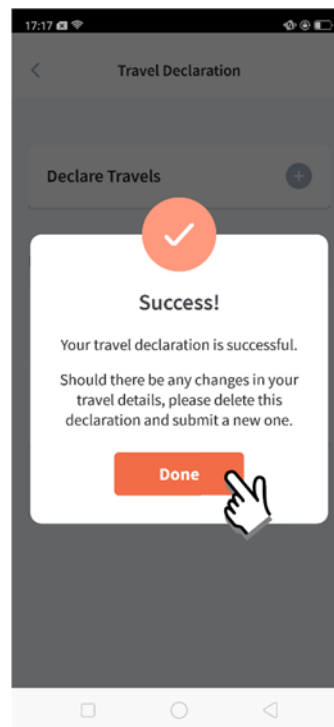 17:17
Travel Declaration
Declare Travels
Success!
Your travel declaration is successful.
Should there be any changes in your
travel details, please delete this
declaration and submit a new one.
Done